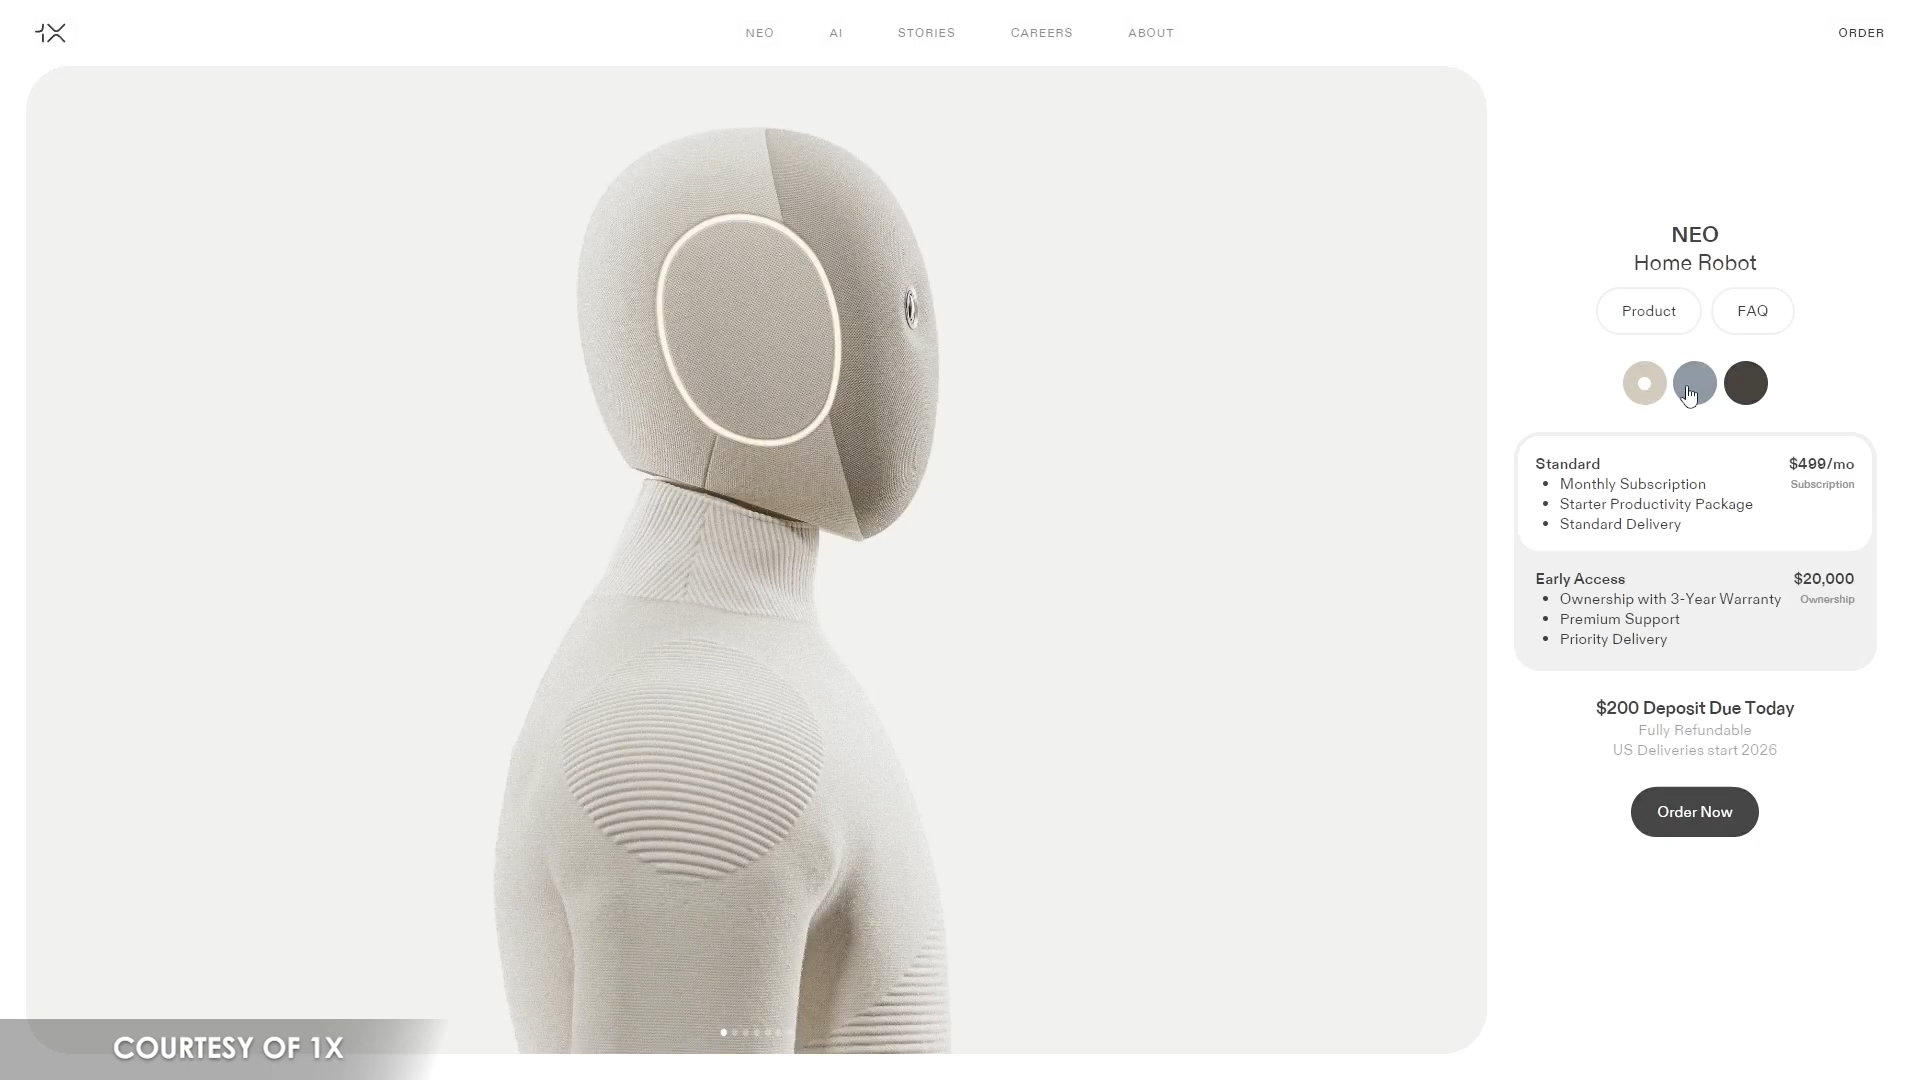 1X
NEO
AI
STORIES
CAREERS
ABOUT
ORDER
NEO
Home Robot
Product
FAQ
Standard
$499/mo
Monthly Subscription
Subscription
Starter Productivity Package
Standard Delivery
Early Access
$20,000
Ownership with 3-Year Warranty
Ownership
Premium Support
Priority Delivery
$200 Deposit Due Today
Fully Refundable
US Deliveries start 2026
Order Now
COURTESY OF 1X